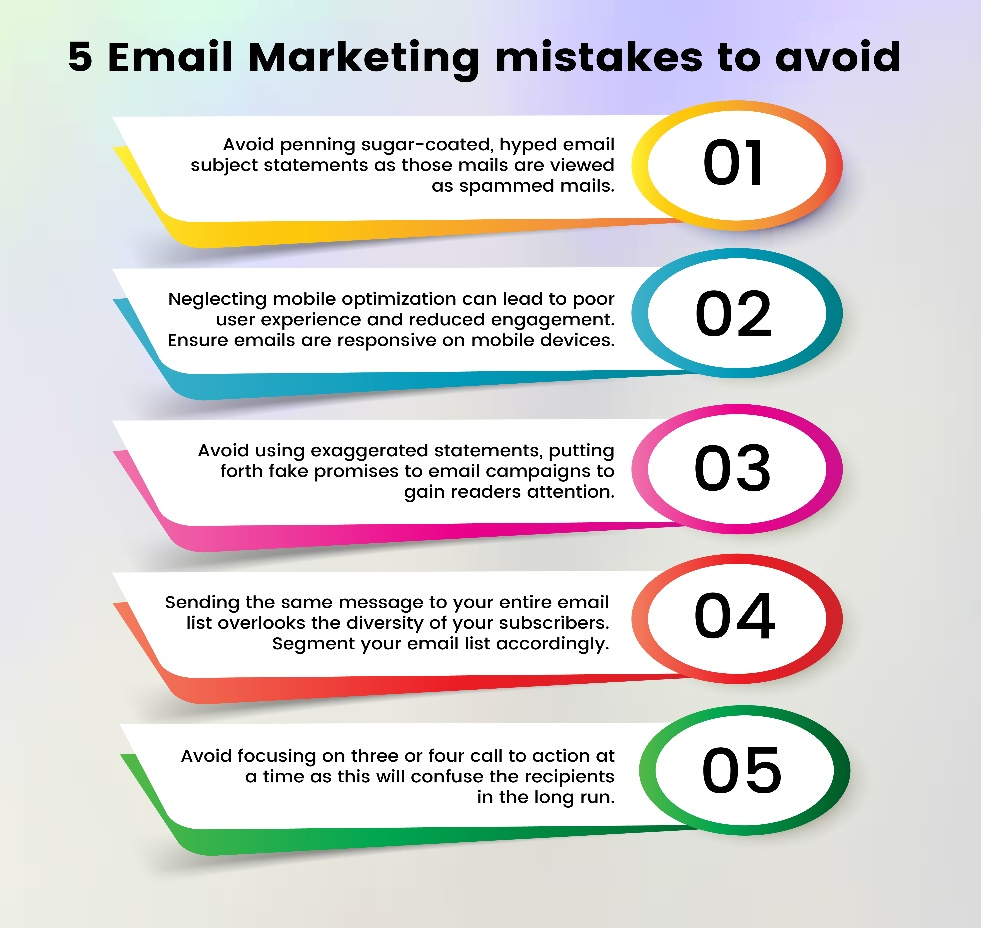 5 Email Marketing mistakes to avoid
Avoid penning sugar-coated, hyped email
subject statements as those mails are viewed
as spammed mails.
01
Neglecting mobile optimization can lead to poor
user experience and reduced engagement.
Ensure emails are responsive on mobile devices.
02
Avoid using exaggerated statements, putting
forth fake promises to email campaigns to
gain readers attention.
03
Sending the same message to your entire email
list overlooks the diversity of your subscribers.
Segment your email list accordingly.
04
Avoid focusing on three or four call to action at
a time as this will confuse the recipients
in the long run.
05